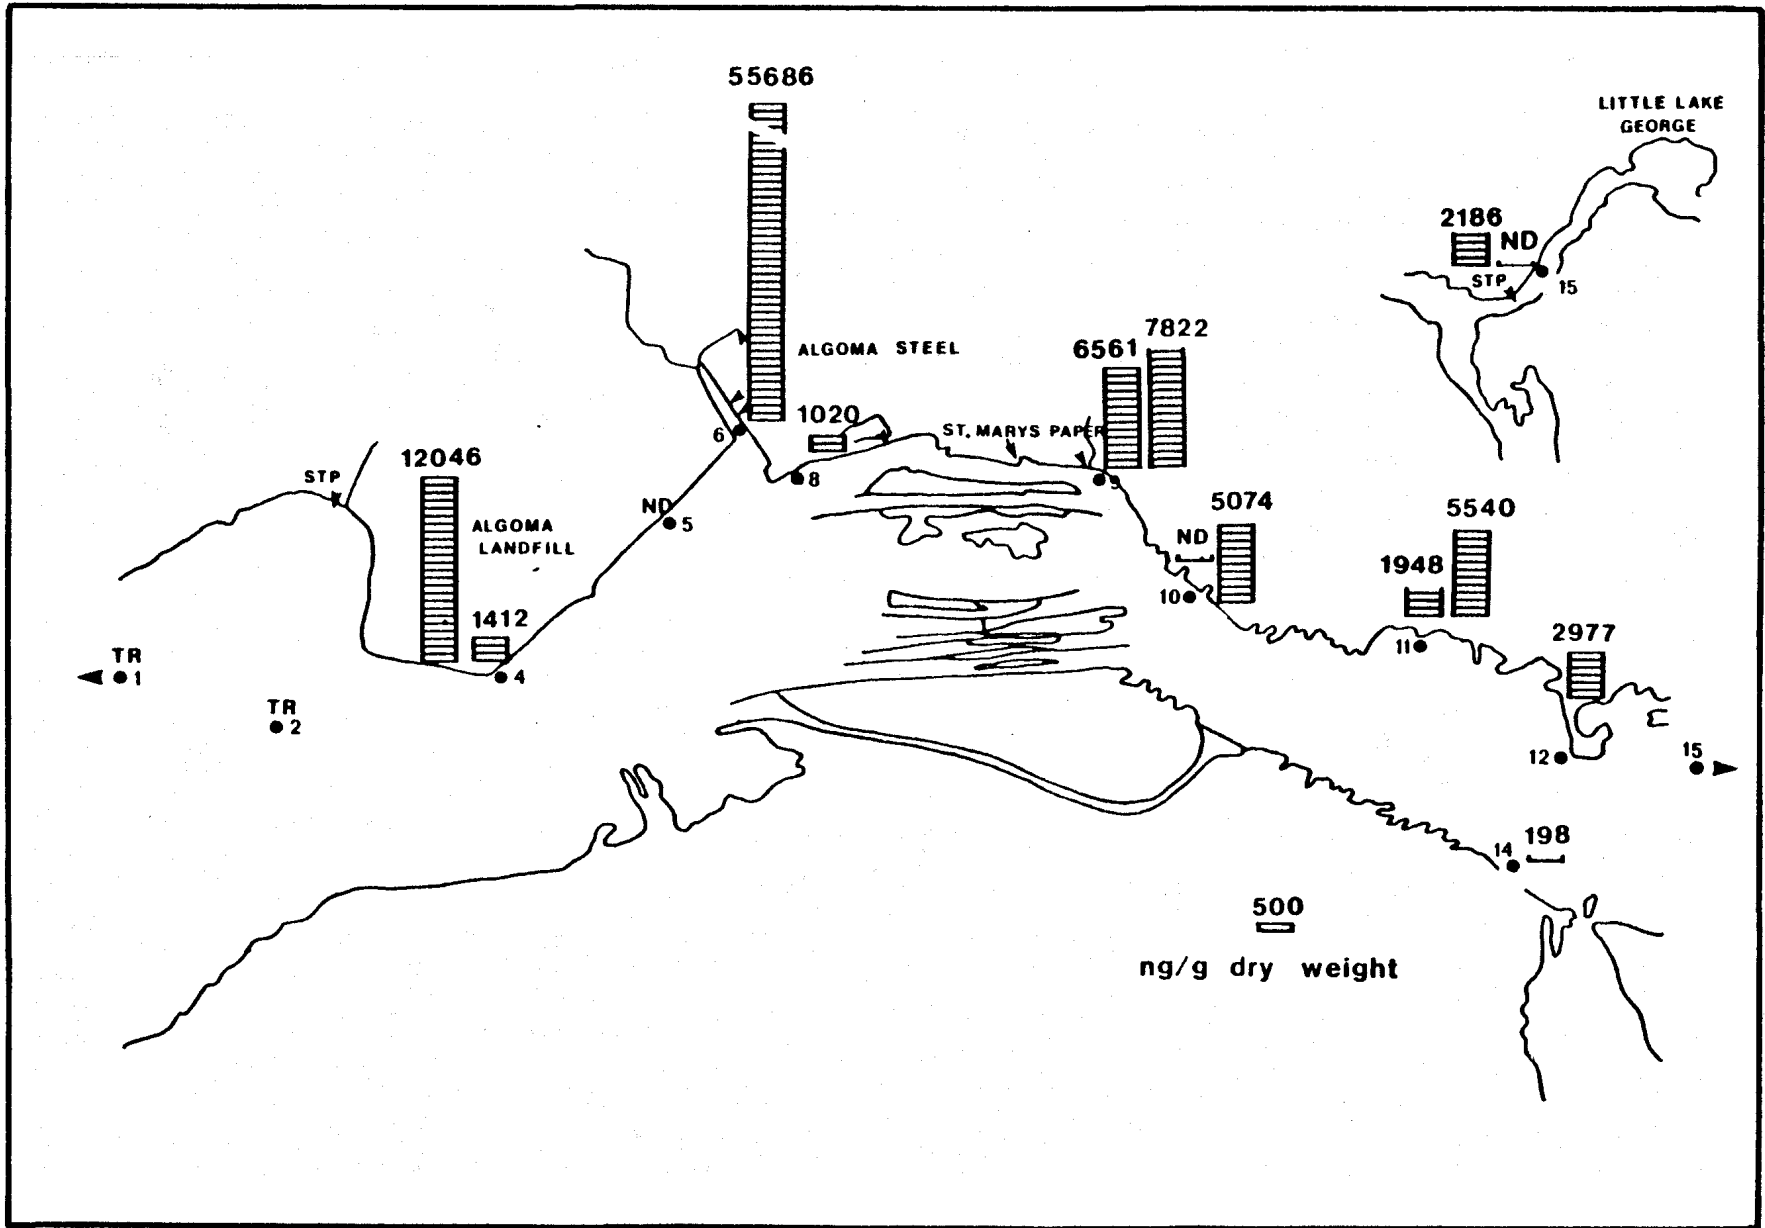 55686
LITTLE LAKE
GEORGE
2186
ND
STP
15
7822
6561
ALGOMA STEEL
1020
6
ST. MARYS PAPER
12046
STP
8
9
ND
5
ALGOMA
LANDFILL
5074
5540
ND
1948
10
1412
11
2977
TR
1
4
TR
2
12
15
14
198
500
ng/g dry weight